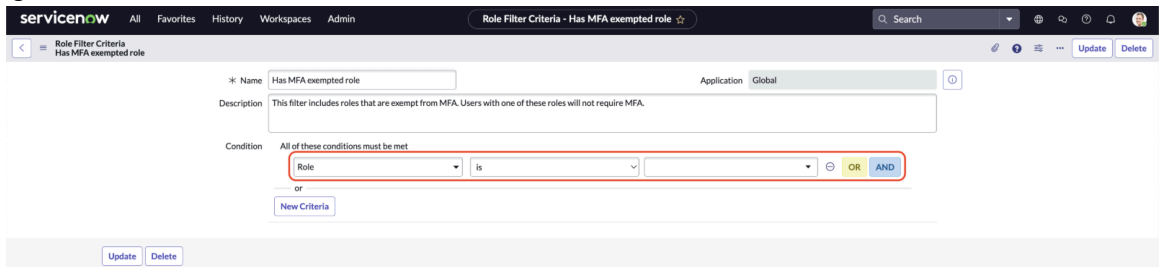 servicenow All Favorites History Workspaces Admin Role Filter Criteria - Has MFA exempted role Search
Role Filter Criteria
Has MFA exempted role
Update Delete
Name Has MFA exempted role Application Global
Description This filter includes roles that are exempt from MFA. Users with one of these roles will not require MFA.
Condition All of these conditions must be met
Role is OR AND
or
New Criteria
Update Delete